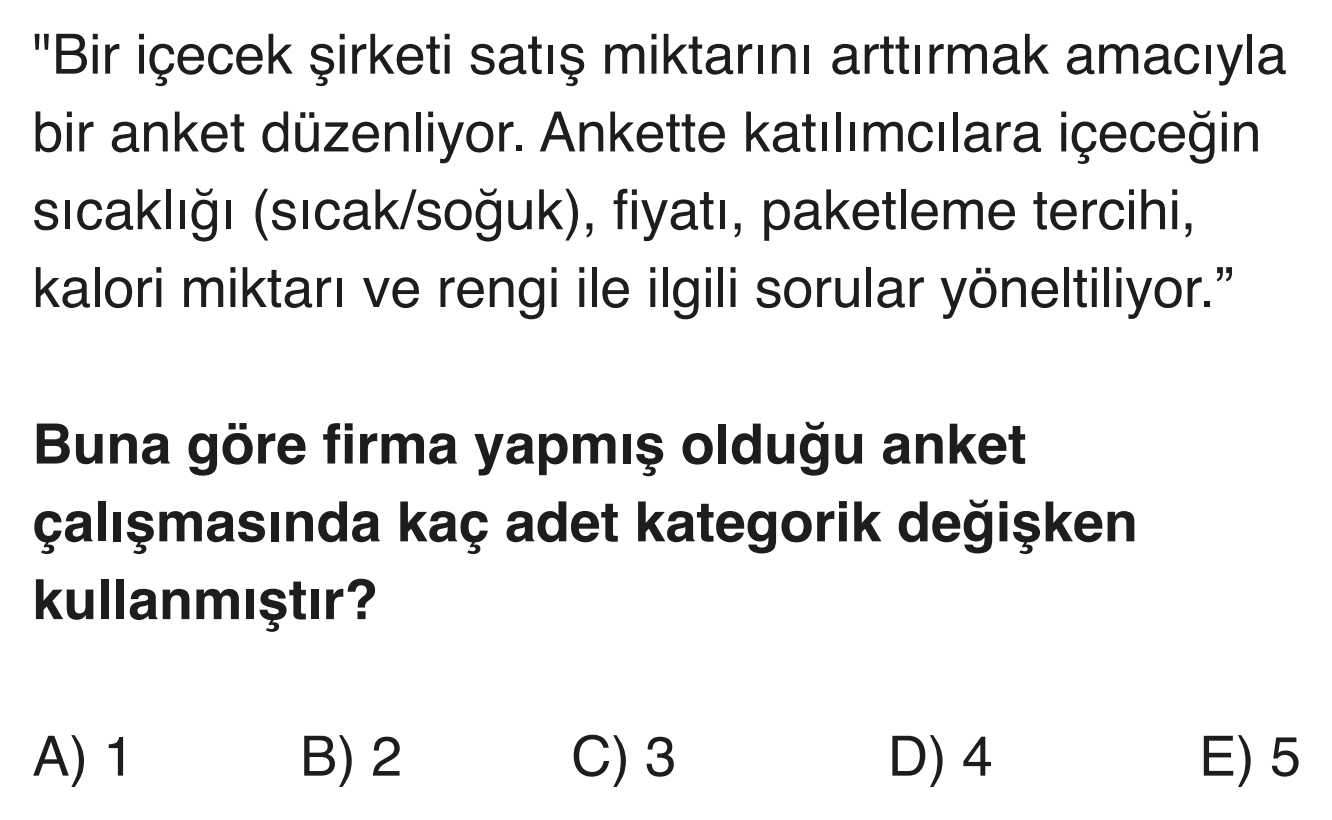 "Bir içecek şirketi satış miktarını arttırmak amacıyla
bir anket düzenliyor. Ankette katılımcılara içeceğin
sıcaklığı (sıcak/soğuk), fiyatı, paketleme tercihi,
kalori miktarı ve rengi ile ilgili sorular yöneltiliyor.”
Buna göre firma yapmış olduğu anket
çalışmasında kaç adet kategorik değişken
kullanmıştır?
A) 1 B) 2 C) 3 D) 4 E) 5